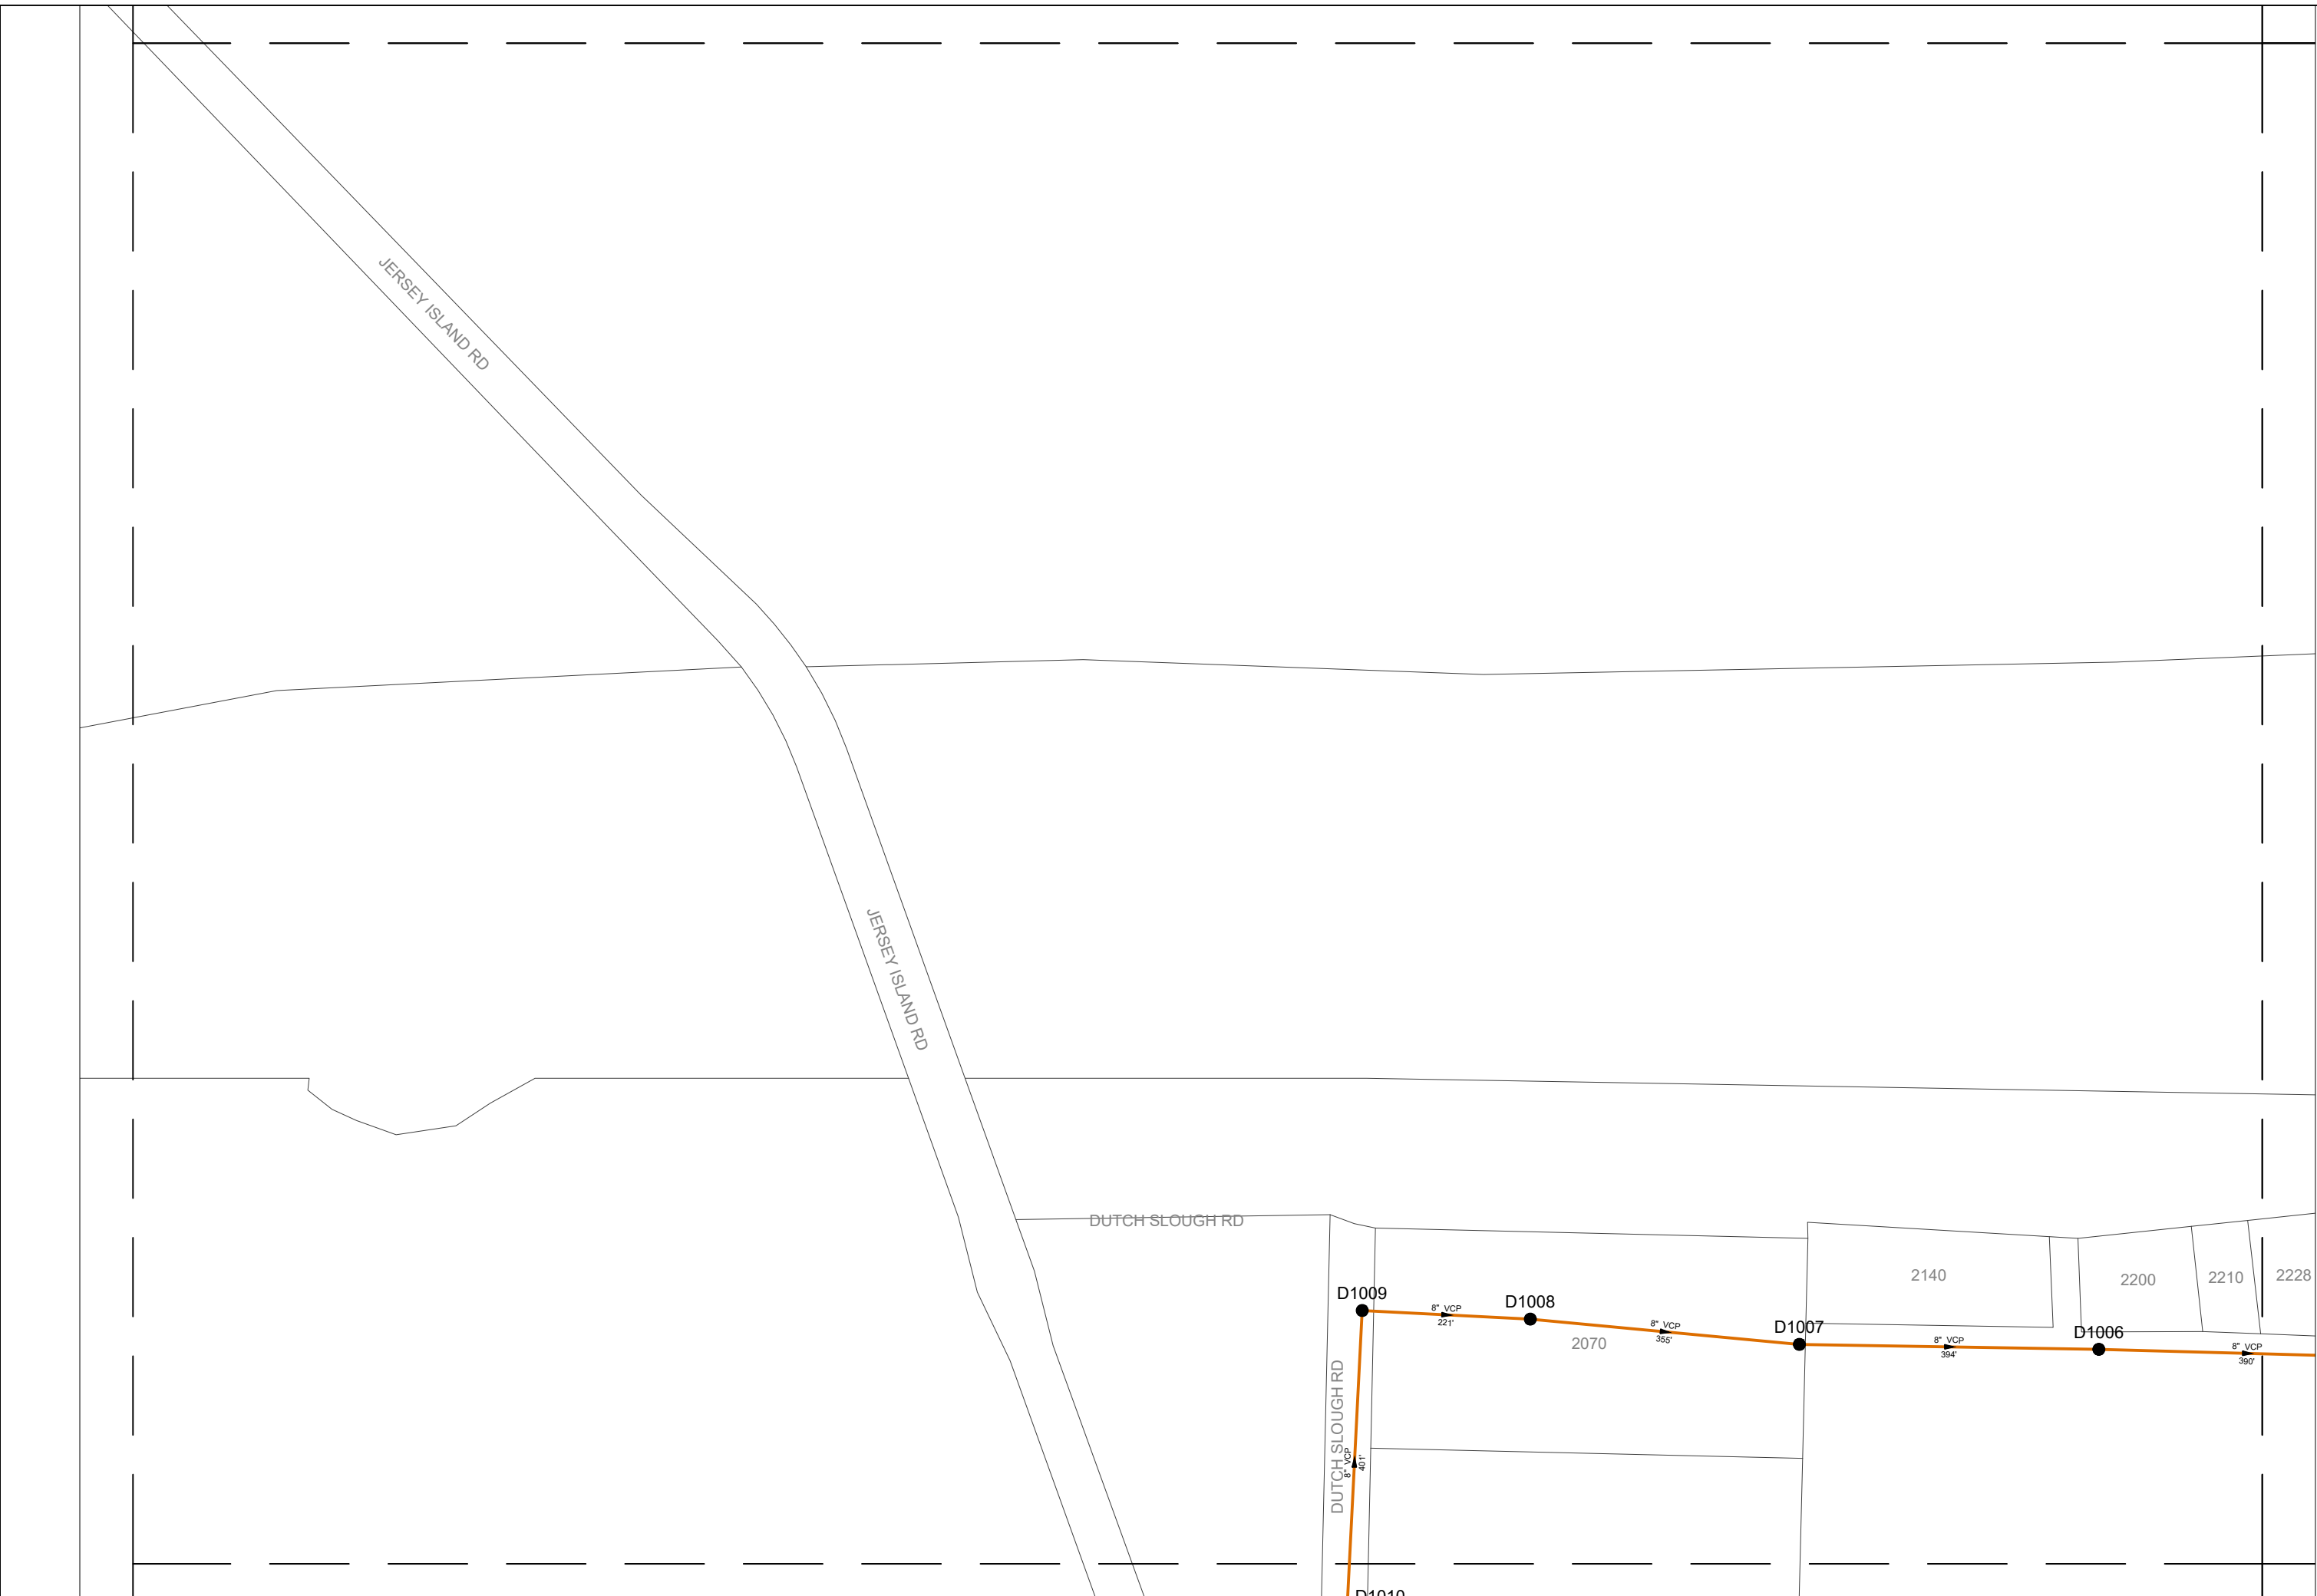 JERSEY ISLAND RD
JERSEY ISLAND RD
DUTCH SLOUGH RD
2140
2200
2210
2228
D1009
8" VCP
221'
D1008
8" VCP
355'
2070
D1007
8" VCP
394'
D1006
8" VCP
390'
DUTCH SLOUGH RD
8" VCP
401'
D1010